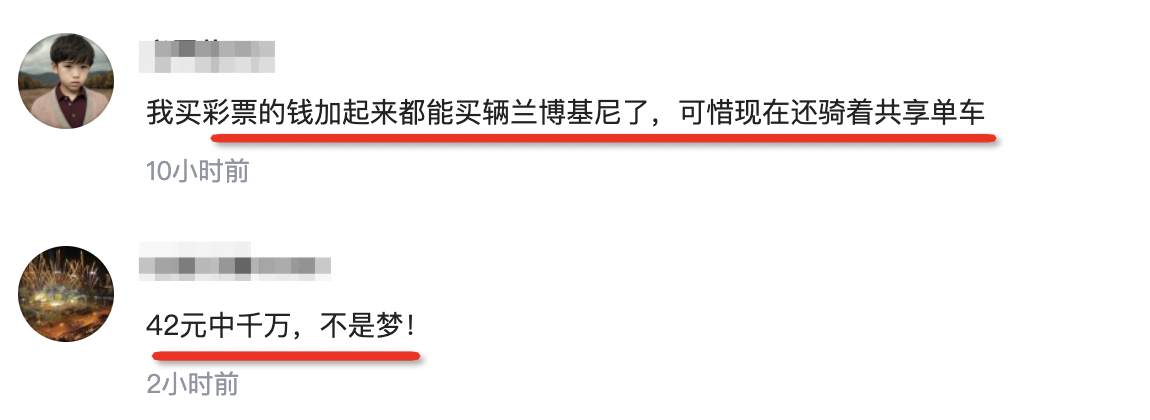 我买彩票的钱加起来都能买辆兰博基尼了，可惜现在还骑着共享单车
10小时前
42元中千万，不是梦！
2小时前